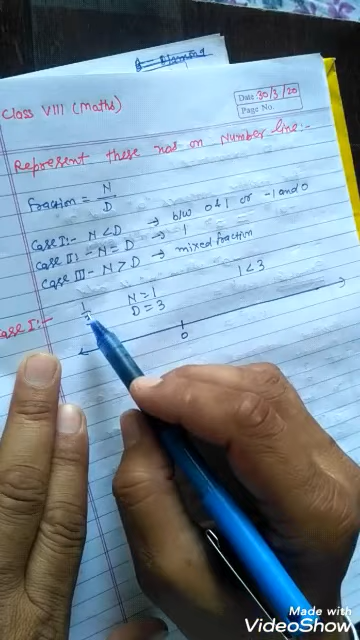 Class VIII (Maths)
Date: 30/3/20
Page No.
Represent these nos on Number line:-
Fraction = N/D
Case I:- N < D → b/w 0 & 1 or -1 and 0
Case II:- N = D → 1
Case III - N > D → mixed fraction
Case I:- 1/3 N = 1 1 < 3
D = 3
0
Made with
VideoShow